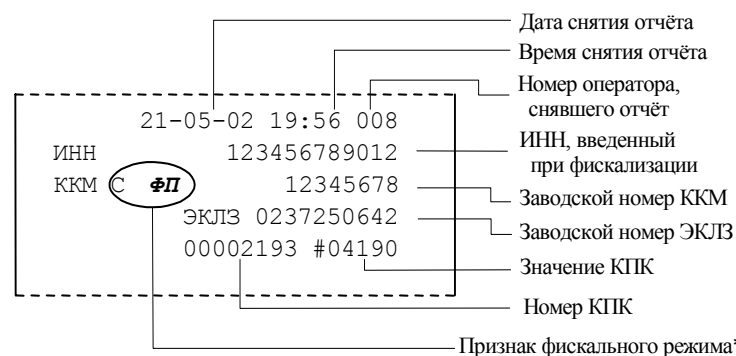 Дата снятия отчёта
Время снятия отчёта
Номер оператора,
снявшего отчёт
21-05-02 19:56 008
ИНН 123456789012
ИНН, введенный
при фискализации
ККМ С ФП 12345678
Заводской номер ККМ
ЭКЛЗ 0237250642
Заводской номер ЭКЛЗ
00002193 #04190
Значение КПК
Номер КПК
Признак фискального режима*